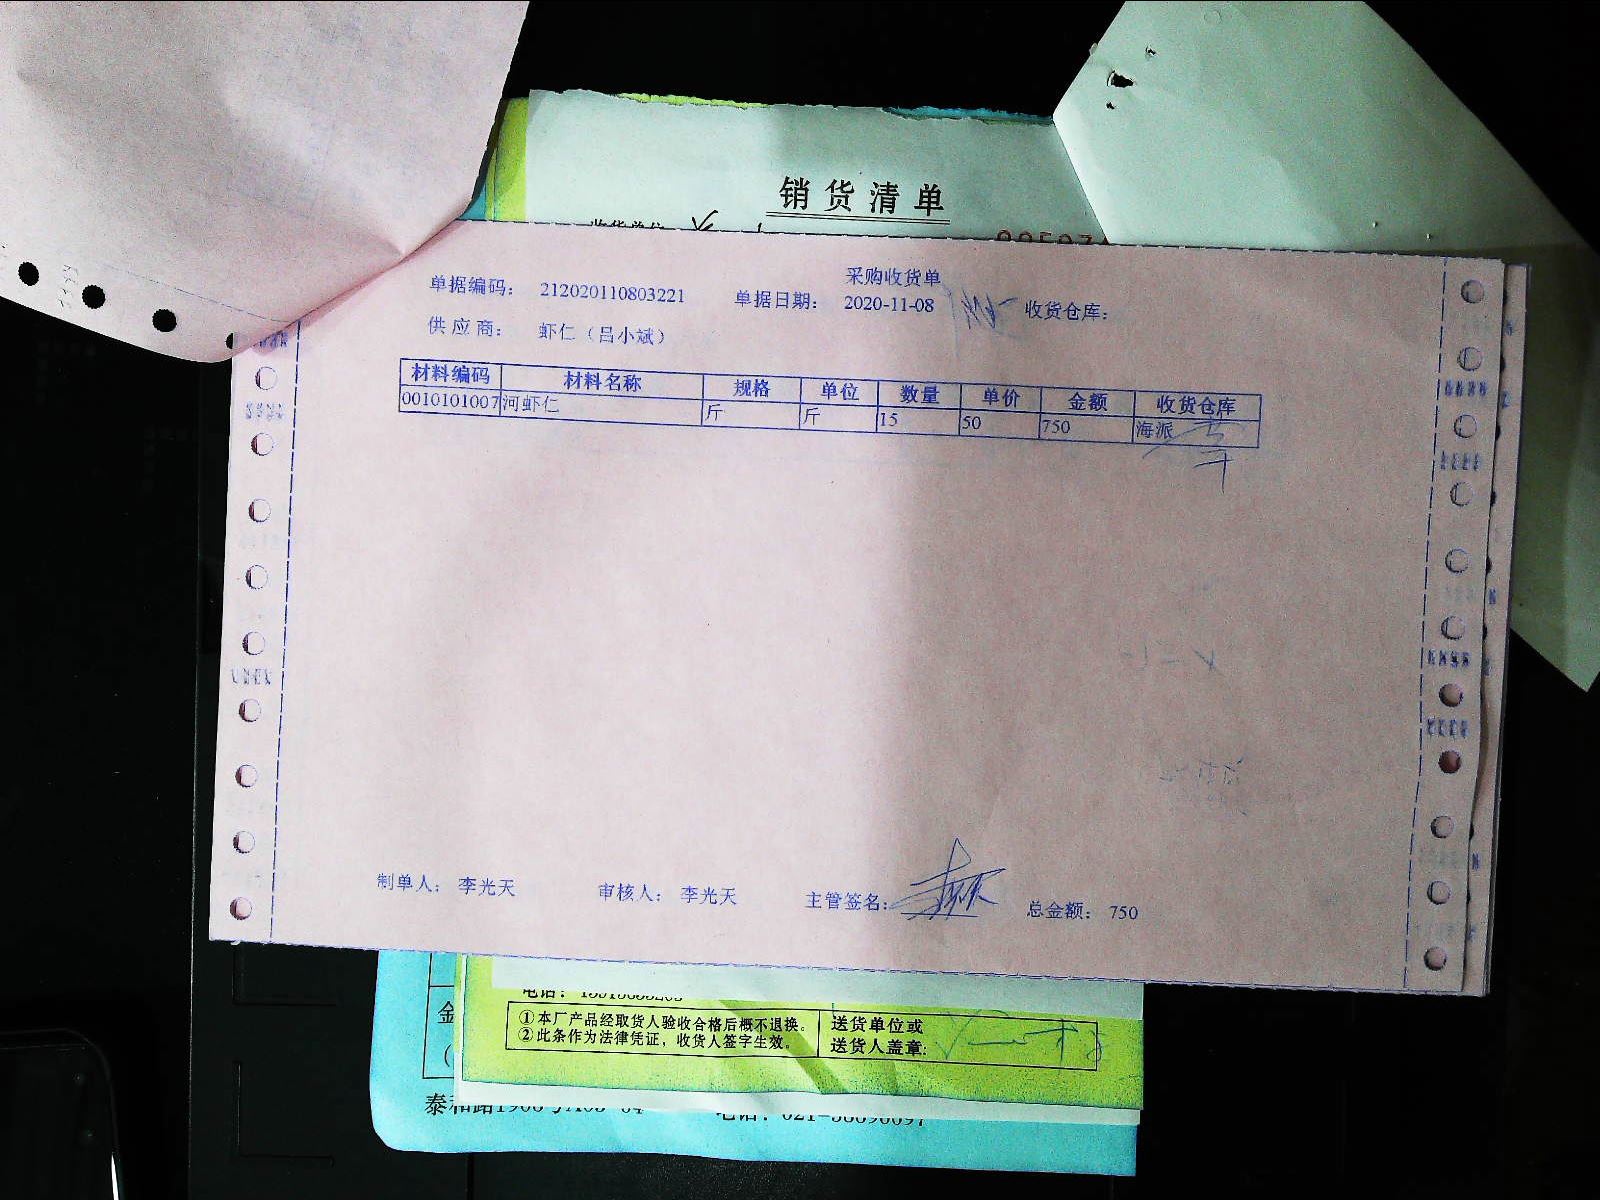 销货清单
采购收货单
单据编码： 212020110803221 单据日期： 2020-11-08 收货仓库：
供应商： 虾仁（吕小斌）
材料编码 材料名称 规格 单位 数量 单价 金额 收货仓库
0010101007 河虾仁 斤 斤 15 50 750 海派
制单人： 李光天 审核人： 李光天 主管签名： 总金额： 750
①本厂产品经取货人验收合格后概不退换。 送货单位或
②此条作为法律凭证，收货人签字生效。 送货人盖章：
金